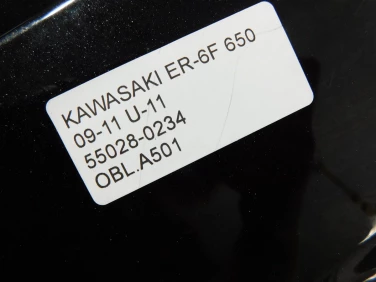 KAWASAKI ER-6F 650
09-11 U-11
55028-0234
OBL.A501